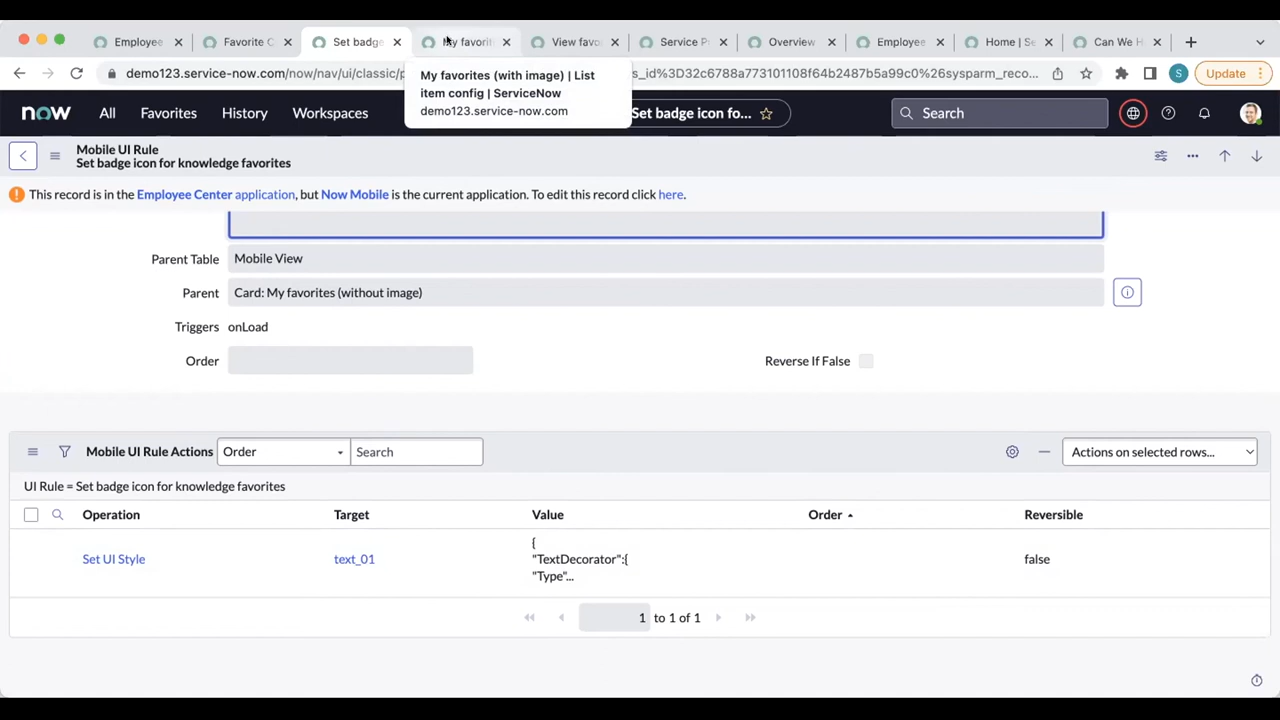 Employee
Favorite C
Set badge
My favorit
View favo
Service P
Overview
Employee
Home | Se
Can We H
demo123.service-now.com/now/nav/ui/classic/p
s_id%3D32c6788a773101108f64b2487b5a99c0%26sysparm_reco...
S
Update
My favorites (with image) | List
item config | ServiceNow
demo123.service-now.com
now
All
Favorites
History
Workspaces
Set badge icon fo...
Search
Mobile UI Rule
Set badge icon for knowledge favorites
This record is in the Employee Center application, but Now Mobile is the current application. To edit this record click here.
Parent Table
Mobile View
Parent
Card: My favorites (without image)
Triggers
onLoad
Order
Reverse If False
Mobile UI Rule Actions
Order
Search
Actions on selected rows...
UI Rule = Set badge icon for knowledge favorites
Operation
Target
Value
Order
Reversible
Set UI Style
text_01
{
"TextDecorator":{
"Type"...
false
1 to 1 of 1